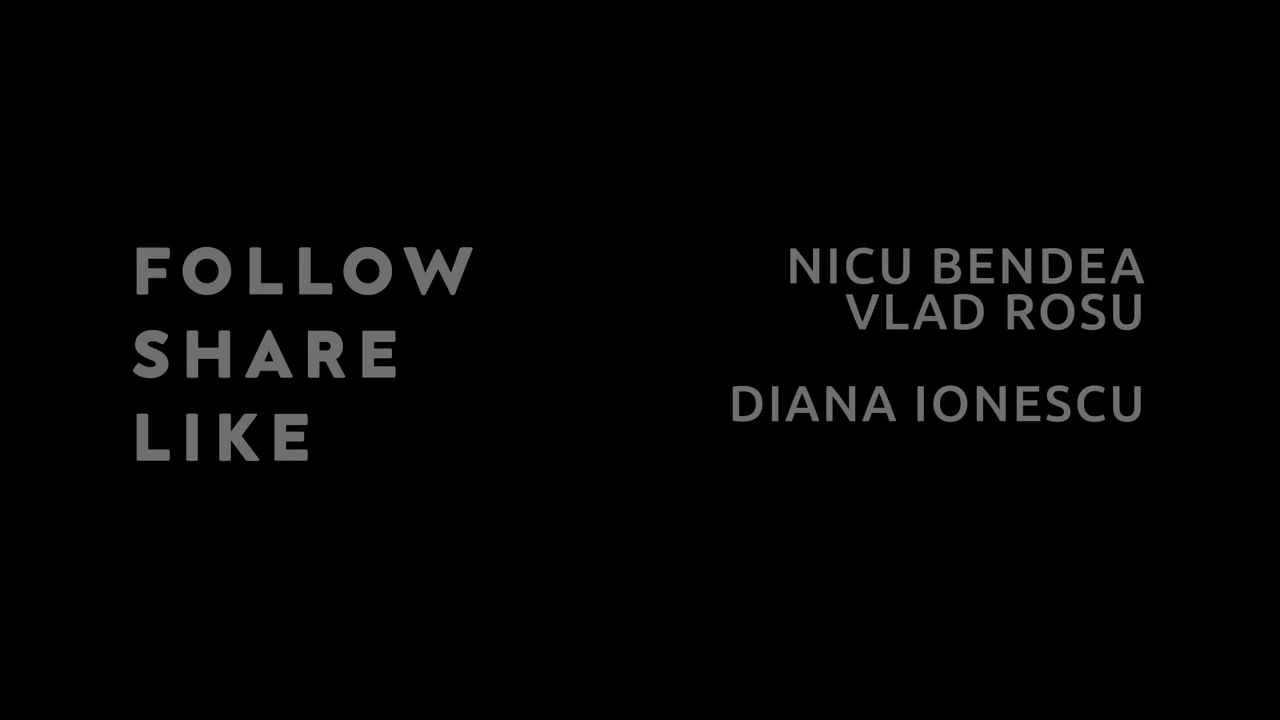 FOLLOW
SHARE
LIKE
NICU BENDEA
VLAD ROSU
DIANA IONESCU